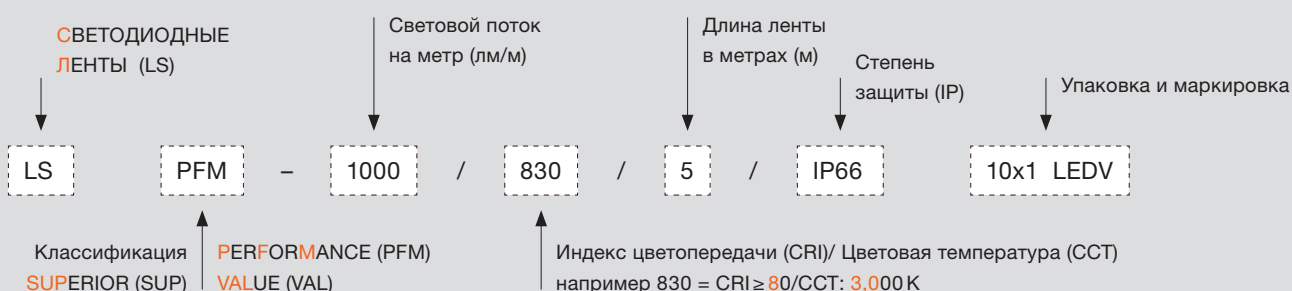 СВЕТОДИОДНЫЕ
ЛЕНТЫ (LS)
Световой поток
на метр (лм/м)
Длина ленты
в метрах (м)
Степень
защиты (IP)
Упаковка и маркировка
LS PFM – 1000 / 830 / 5 / IP66 10x1 LEDV
Классификация
SUPERIOR (SUP)
PERFORMANCE (PFM)
VALUE (VAL)
Индекс цветопередачи (CRI)/ Цветовая температура (CCT)
например 830 = CRI ≥ 80/CCT: 3,000 K